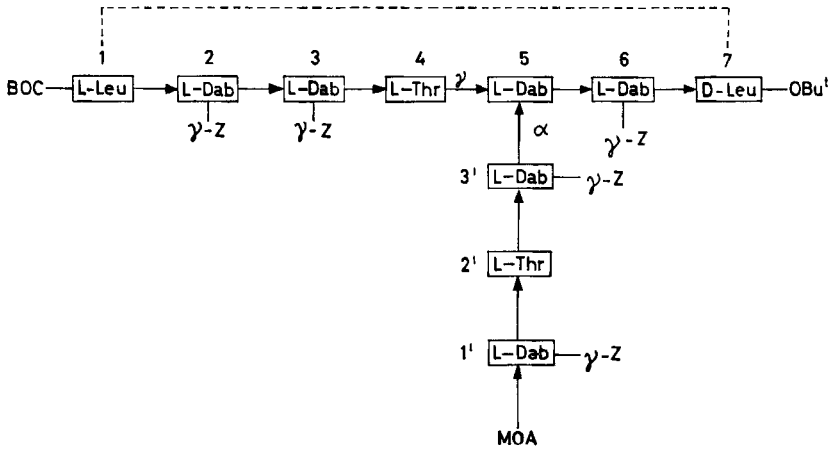 1 2 3 4 5 6 7
BOC L-Leu L-Dab L-Dab L-Thr γ L-Dab L-Dab D-Leu OBuᵗ
γ-Z γ-Z α γ-Z
3' L-Dab γ-Z
2' L-Thr
1' L-Dab γ-Z
MOA